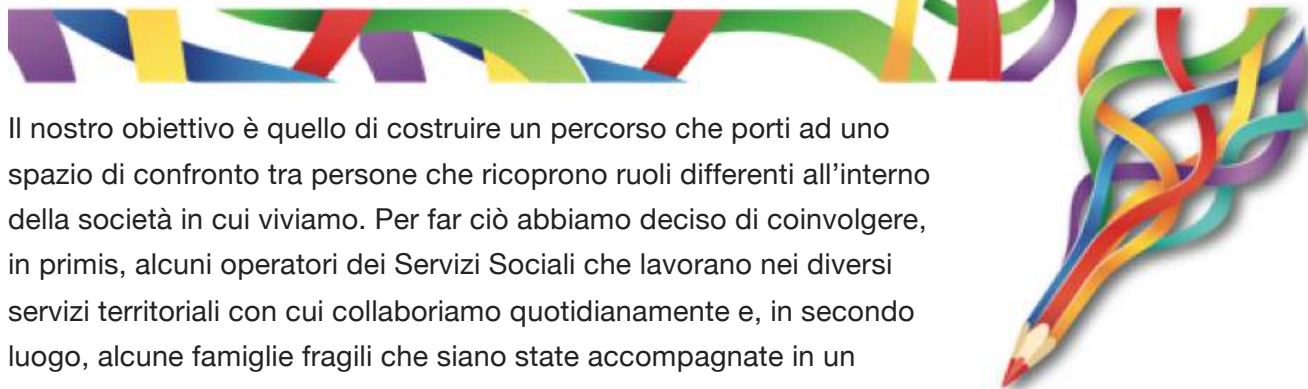 Il nostro obiettivo è quello di costruire un percorso che porti ad uno
spazio di confronto tra persone che ricoprono ruoli differenti all'interno
della società in cui viviamo. Per far ciò abbiamo deciso di coinvolgere,
in primis, alcuni operatori dei Servizi Sociali che lavorano nei diversi
servizi territoriali con cui collaboriamo quotidianamente e, in secondo
luogo, alcune famiglie fragili che siano state accompagnate in un